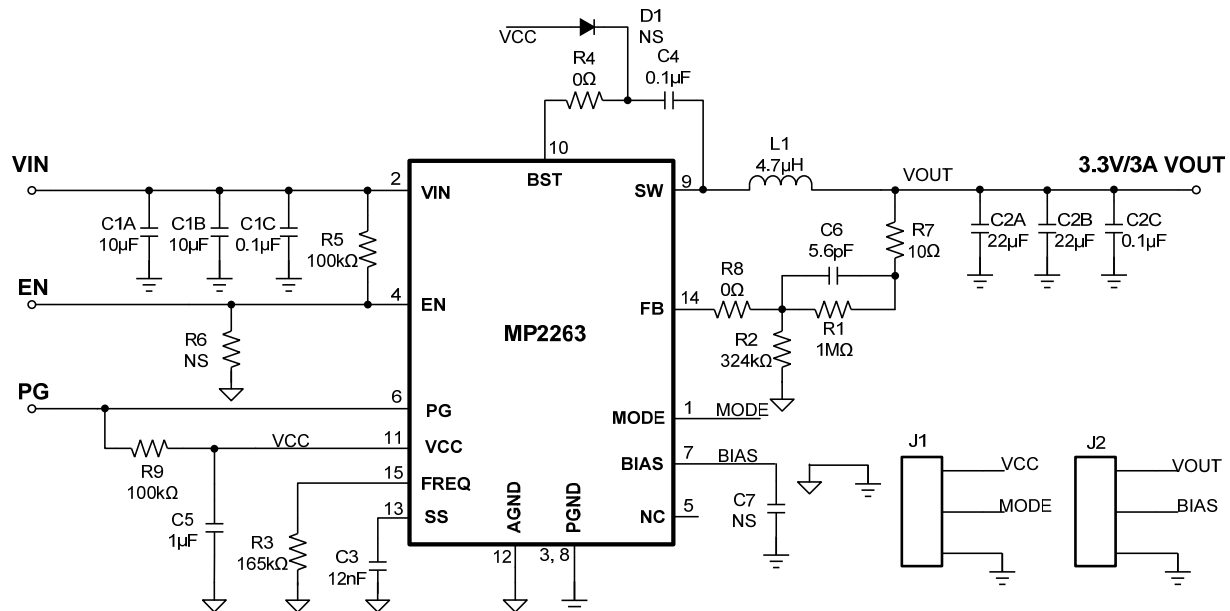 D1
NS
VCC
R4
0Ω
C4
0.1µF
10
BST
VIN
2
VIN
C1A
10µF
C1B
10µF
C1C
0.1µF
R5
100kΩ
EN
4
EN
R6
NS
PG
6
PG
11
VCC
VCC
R9
100kΩ
15
FREQ
13
SS
C5
1µF
R3
165kΩ
C3
12nF
MP2263
AGND
12
PGND
3, 8
SW
9
L1
4.7µH
VOUT
3.3V/3A VOUT
C2A
22µF
C2B
22µF
C2C
0.1µF
R7
10Ω
C6
5.6pF
R8
0Ω
FB
14
R1
1MΩ
R2
324kΩ
MODE
1
MODE
BIAS
7
BIAS
C7
NS
NC
5
J1
VCC
MODE
J2
VOUT
BIAS